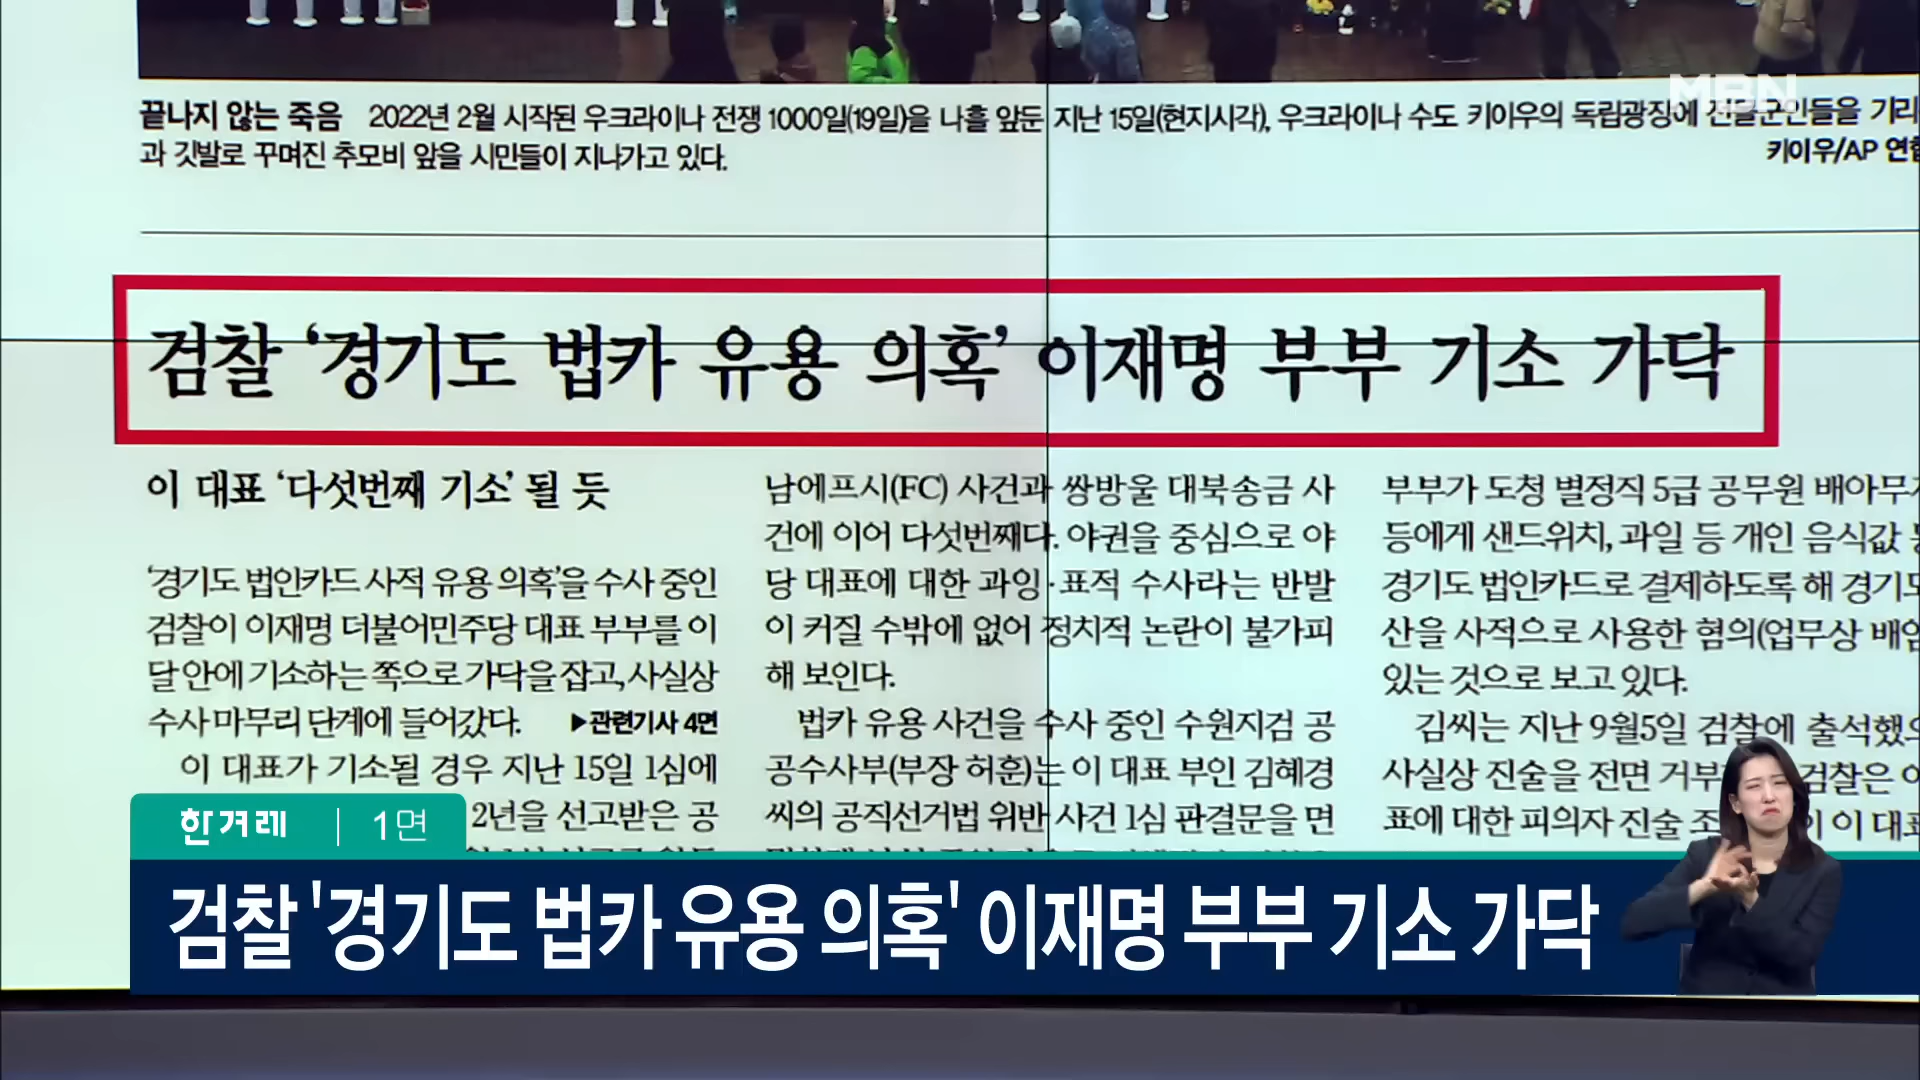 MBN
끝나지 않는 죽음 2022년 2월 시작된 우크라이나 전쟁 1000일(19일)을 나흘 앞둔 지난 15일(현지시각), 우크라이나 수도 키이우의 독립광장에 전몰군인들을 기리
과 깃발로 꾸며진 추모비 앞을 시민들이 지나가고 있다.
키이우/AP 연합
검찰 ‘경기도 법카 유용 의혹’ 이재명 부부 기소 가닥
이 대표 ‘다섯번째 기소’ 될 듯
‘경기도 법인카드 사적 유용 의혹’을 수사 중인
검찰이 이재명 더불어민주당 대표 부부를 이
달 안에 기소하는 쪽으로 가닥을 잡고, 사실상
수사 마무리 단계에 들어갔다. ▶관련기사 4면
이 대표가 기소될 경우 지난 15일 1심에
2년을 선고받은 공
남에프시(FC) 사건과 쌍방울 대북송금 사
건에 이어 다섯번째다. 야권을 중심으로 야
당 대표에 대한 과잉·표적 수사라는 반발
이 커질 수밖에 없어 정치적 논란이 불가피
해 보인다.
법카 유용 사건을 수사 중인 수원지검 공
공수사부(부장 허훈)는 이 대표 부인 김혜경
씨의 공직선거법 위반 사건 1심 판결문을 면
부부가 도청 별정직 5급 공무원 배아무
등에게 샌드위치, 과일 등 개인 음식값
경기도 법인카드로 결제하도록 해 경기도
산을 사적으로 사용한 혐의(업무상 배임
있는 것으로 보고 있다.
김씨는 지난 9월5일 검찰에 출석했으
사실상 진술을 전면 거부 검찰은
표에 대한 피의자 진술 조 이 이 대표
한겨레 | 1면
검찰 '경기도 법카 유용 의혹' 이재명 부부 기소 가닥